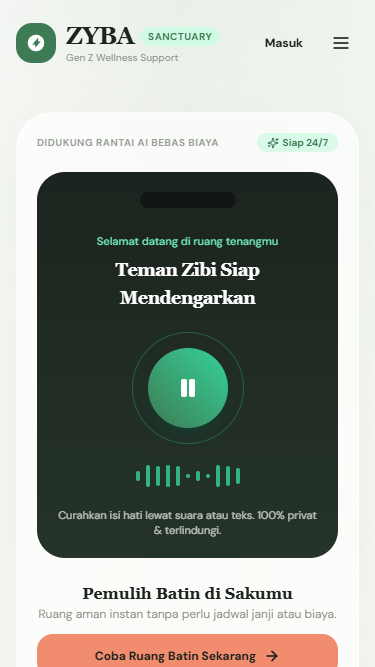 ZYBA SANCTUARY
Gen Z Wellness Support
Masuk
DIDUKUNG RANTAI AI BEBAS BIAYA
Siap 24/7
Selamat datang di ruang tenangmu
Teman Zibi Siap
Mendengarkan
Curahkan isi hati lewat suara atau teks. 100% privat
& terlindungi.
Pemulih Batin di Sakumu
Ruang aman instan tanpa perlu jadwal janji atau biaya.
Coba Ruang Batin Sekarang →